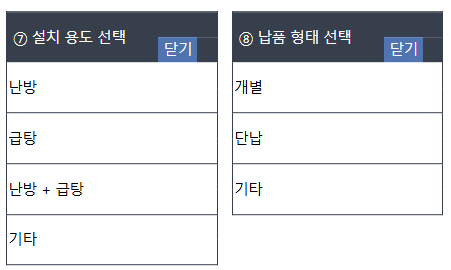 ⑦ 설치 용도 선택
닫기
난방
급탕
난방 + 급탕
기타
⑧ 납품 형태 선택
닫기
개별
단납
기타